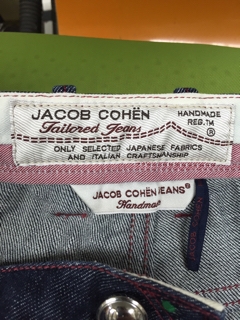 JACOB COHËN
HANDMADE
REG.TM
Tailored Jeans
®
ONLY SELECTED JAPANESE FABRICS
AND ITALIAN CRAFTSMANSHIP
JACOB COHËN JEANS®
Handmade